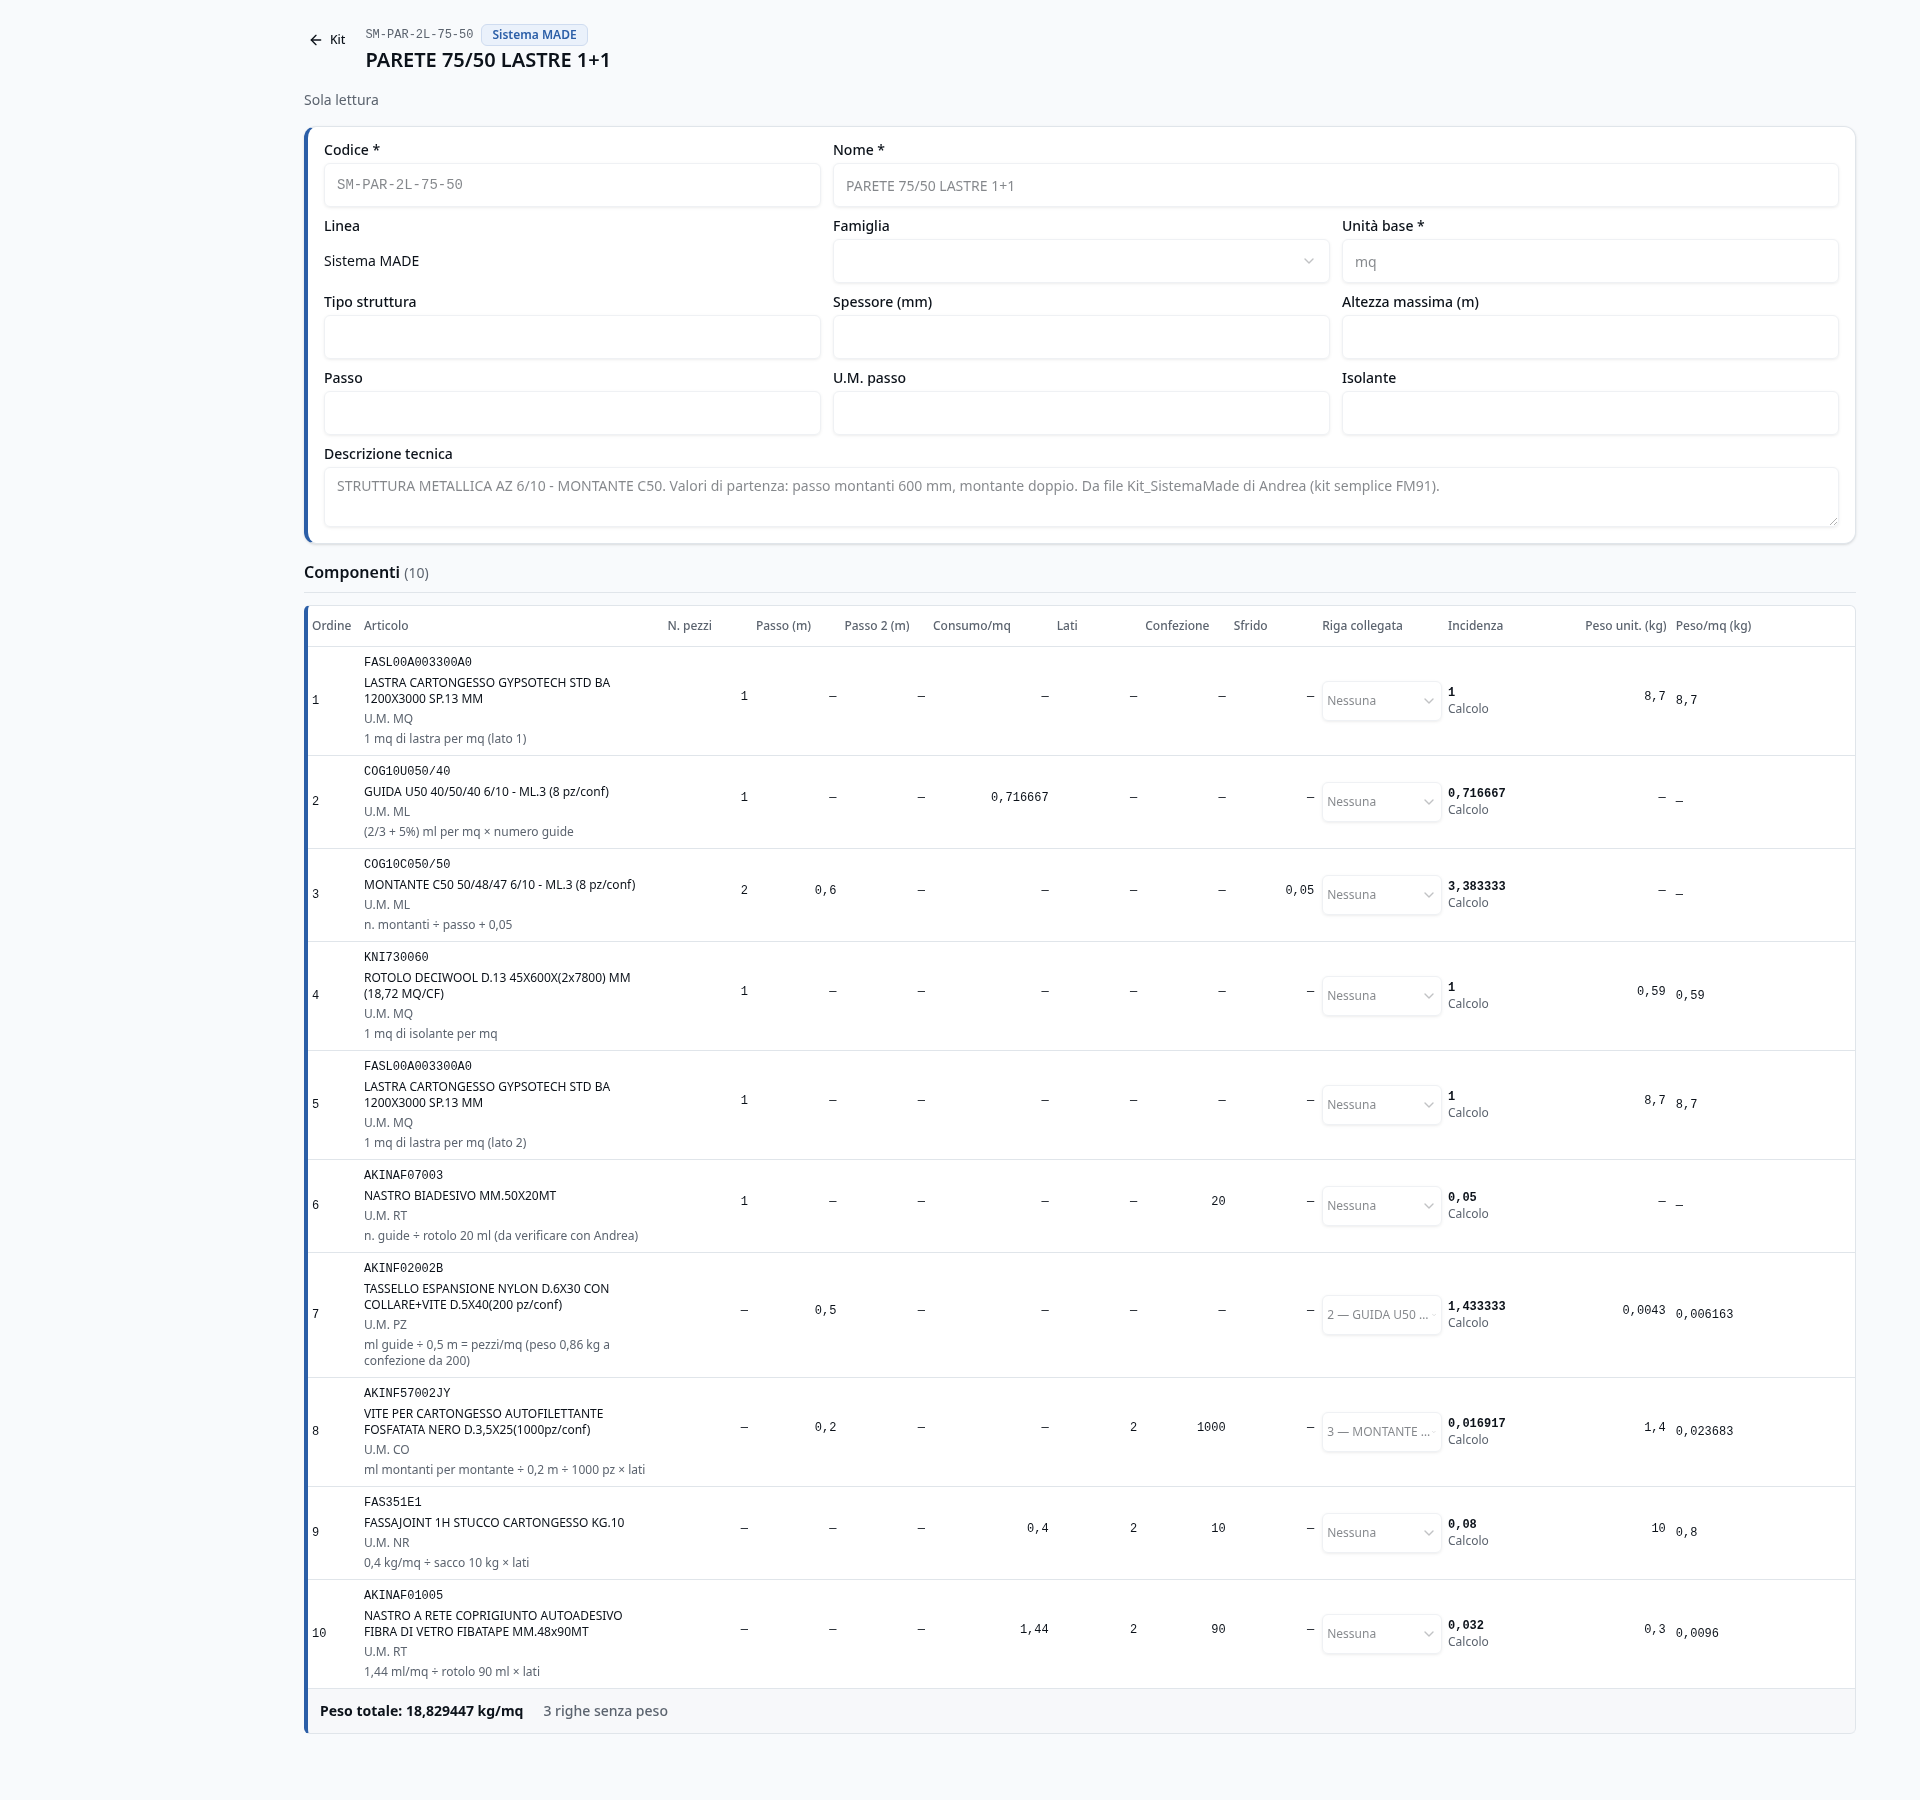 Kit
SM-PAR-2L-75-50 Sistema MADE
PARETE 75/50 LASTRE 1+1
Sola lettura
Codice * Nome *
SM-PAR-2L-75-50 PARETE 75/50 LASTRE 1+1
Linea Famiglia Unità base *
Sistema MADE mq
Tipo struttura Spessore (mm) Altezza massima (m)
Passo U.M. passo Isolante
Descrizione tecnica
STRUTTURA METALLICA AZ 6/10 - MONTANTE C50. Valori di partenza: passo montanti 600 mm, montante doppio. Da file Kit_SistemaMade di Andrea (kit semplice FM91).
Componenti (10)
Ordine Articolo N. pezzi Passo (m) Passo 2 (m) Consumo/mq Lati Confezione Sfrido Riga collegata Incidenza Peso unit. (kg) Peso/mq (kg)
FASL00A003300A0
LASTRA CARTONGESSO GYPSOTECH STD BA
1200X3000 SP.13 MM
1 1 — — — — — — Nessuna 1 8,7 8,7
Calcolo
U.M. MQ
1 mq di lastra per mq (lato 1)
COG10U050/40
GUIDA U50 40/50/40 6/10 - ML.3 (8 pz/conf)
2 1 — — 0,716667 — — — Nessuna 0,716667 — —
Calcolo
U.M. ML
(2/3 + 5%) ml per mq × numero guide
COG10C050/50
MONTANTE C50 50/48/47 6/10 - ML.3 (8 pz/conf)
3 2 0,6 — — — — 0,05 Nessuna 3,383333 — —
Calcolo
U.M. ML
n. montanti ÷ passo + 0,05
KNI730060
ROTOLO DECIWOOL D.13 45X600X(2x7800) MM
(18,72 MQ/CF)
4 1 — — — — — — Nessuna 1 0,59 0,59
Calcolo
U.M. MQ
1 mq di isolante per mq
FASL00A003300A0
LASTRA CARTONGESSO GYPSOTECH STD BA
1200X3000 SP.13 MM
5 1 — — — — — — Nessuna 1 8,7 8,7
Calcolo
U.M. MQ
1 mq di lastra per mq (lato 2)
AKINAF07003
NASTRO BIADESIVO MM.50X20MT
6 1 — — — — 20 — Nessuna 0,05 — —
Calcolo
U.M. RT
n. guide ÷ rotolo 20 ml (da verificare con Andrea)
AKINF02002B
TASSELLO ESPANSIONE NYLON D.6X30 CON
COLLARE+VITE D.5X40(200 pz/conf)
7 — 0,5 — — — — — 2 — GUIDA U50 ... 1,433333 0,0043 0,006163
Calcolo
U.M. PZ
ml guide ÷ 0,5 m = pezzi/mq (peso 0,86 kg a
confezione da 200)
AKINF57002JY
VITE PER CARTONGESSO AUTOFILETTANTE
FOSFATATA NERO D.3,5X25(1000pz/conf)
8 — 0,2 — — 2 1000 — 3 — MONTANTE ... 0,016917 1,4 0,023683
Calcolo
U.M. CO
ml montanti per montante ÷ 0,2 m ÷ 1000 pz × lati
FAS351E1
FASSAJOINT 1H STUCCO CARTONGESSO KG.10
9 — — — 0,4 2 10 — Nessuna 0,08 10 0,8
Calcolo
U.M. NR
0,4 kg/mq ÷ sacco 10 kg × lati
AKINAF01005
NASTRO A RETE COPRIGIUNTO AUTOADESIVO
FIBRA DI VETRO FIBATAPE MM.48x90MT
10 — — — 1,44 2 90 — Nessuna 0,032 0,3 0,0096
Calcolo
U.M. RT
1,44 ml/mq ÷ rotolo 90 ml × lati
Peso totale: 18,829447 kg/mq 3 righe senza peso